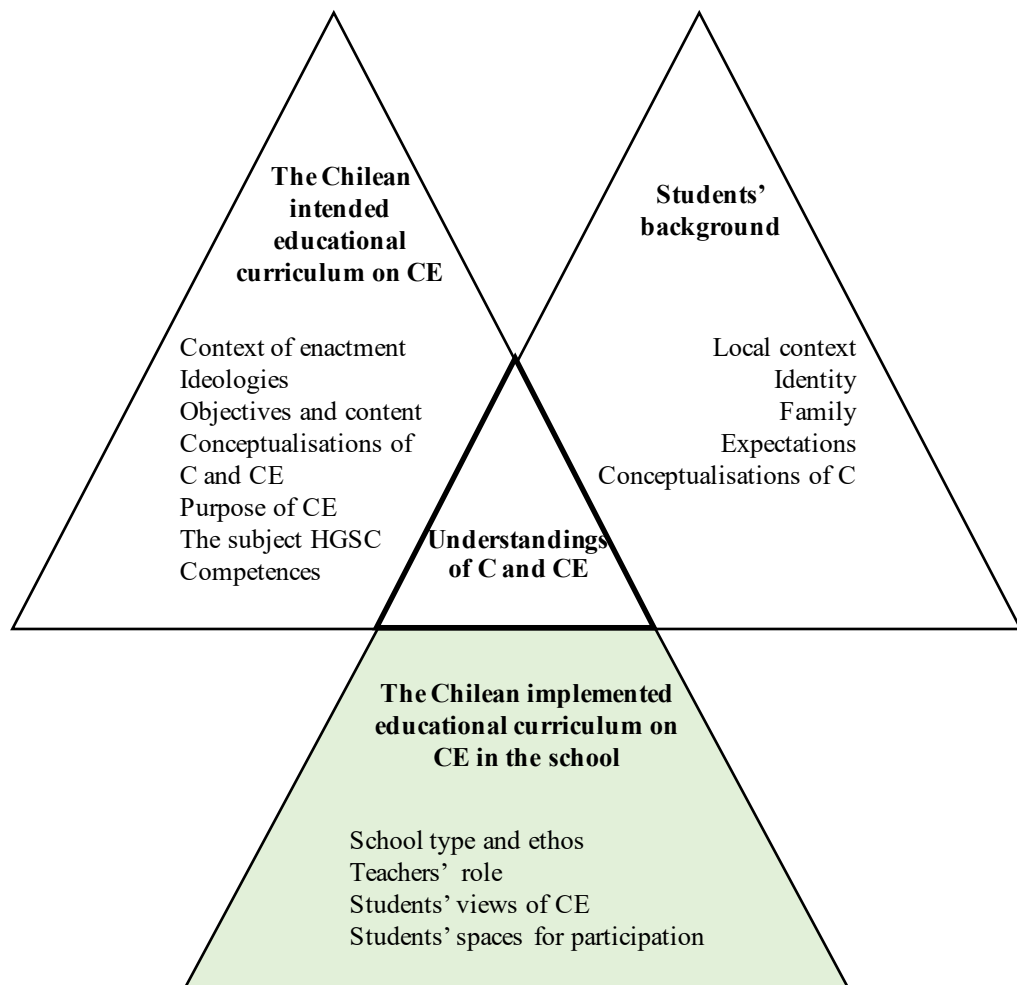 The Chilean
intended
educational
curriculum on CE
Context of enactment
Ideologies
Objectives and content
Conceptualisations of
C and CE
Purpose of CE
The subject HGSC
Competences
Students’
background
Local context
Identity
Family
Expectations
Conceptualisations of C
Understandings
of C and CE
The Chilean implemented
educational curriculum on
CE in the school
School type and ethos
Teachers’ role
Students’ views of CE
Students’ spaces for participation